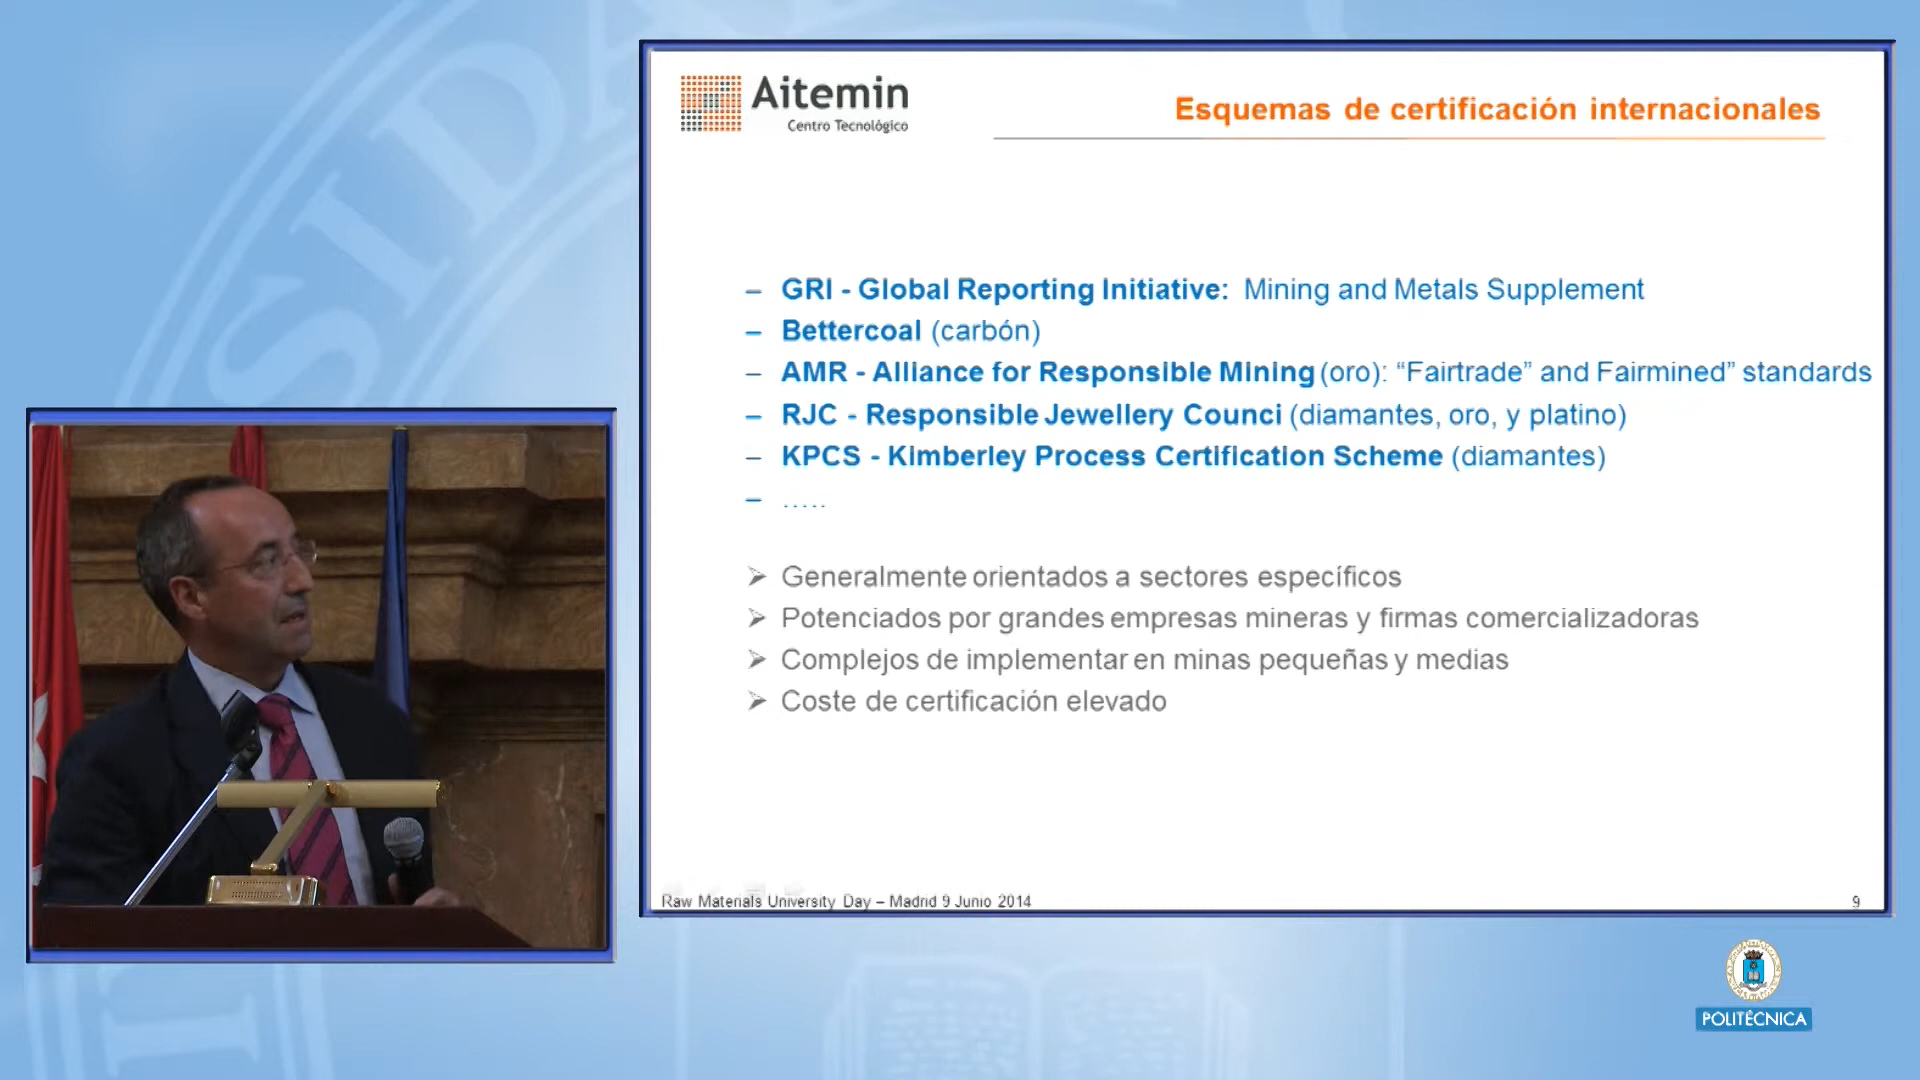 Aitemin
Centro Tecnológico
Esquemas de certificación internacionales
– GRI - Global Reporting Initiative: Mining and Metals Supplement
– Bettercoal (carbón)
– AMR - Alliance for Responsible Mining (oro): “Fairtrade” and Fairmined” standards
– RJC - Responsible Jewellery Counci (diamantes, oro, y platino)
– KPCS - Kimberley Process Certification Scheme (diamantes)
– .....
➢ Generalmente orientados a sectores específicos
➢ Potenciados por grandes empresas mineras y firmas comercializadoras
➢ Complejos de implementar en minas pequeñas y medias
➢ Coste de certificación elevado
Raw Materials University Day – Madrid 9 Junio 2014
9
POLITÉCNICA